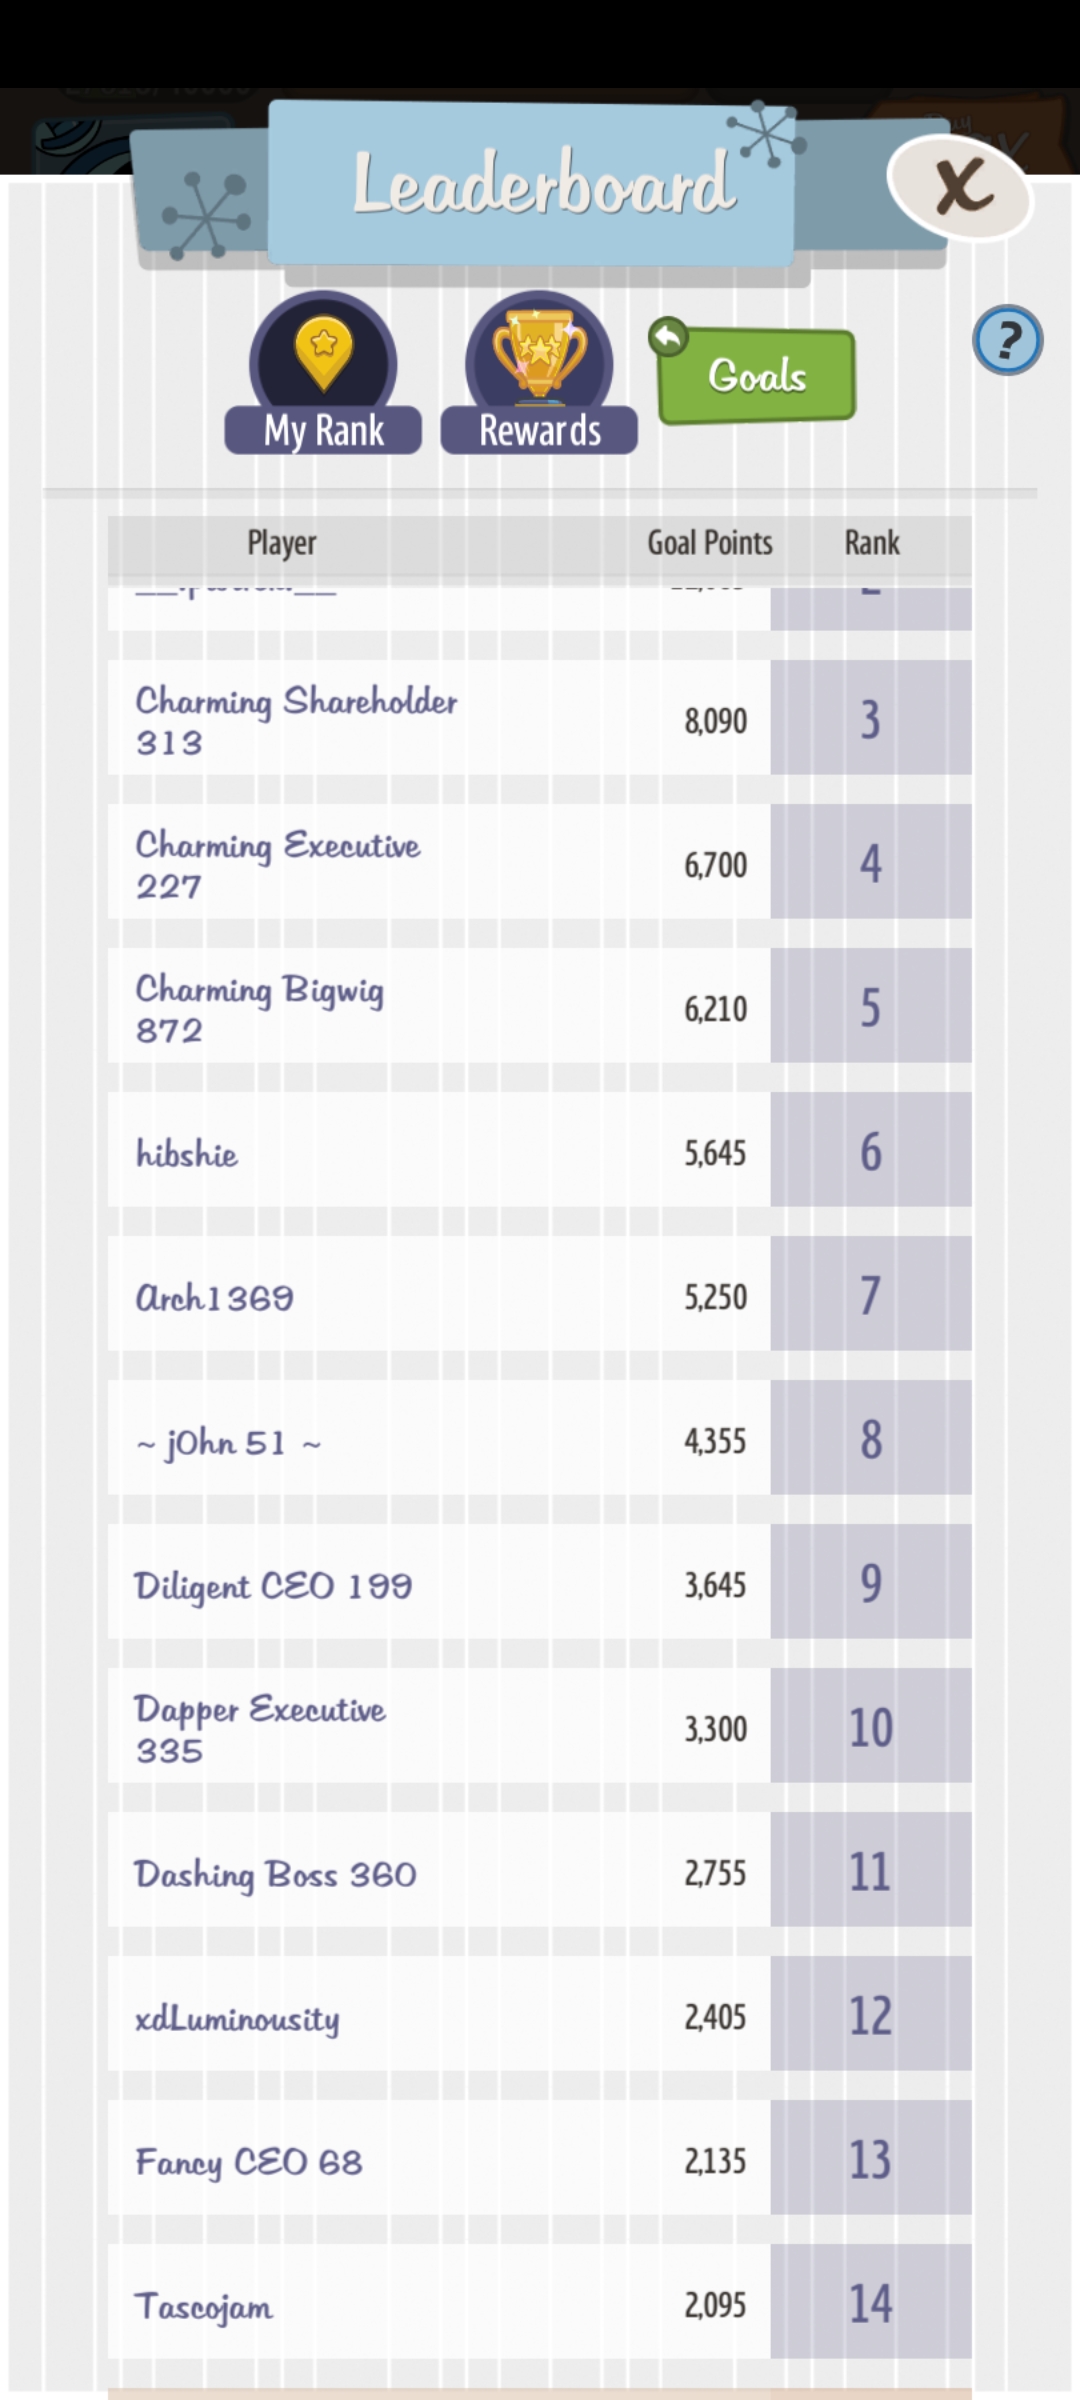 Leaderboard
X
My Rank
Rewards
Goals
?
Player Goal Points Rank
Charming Shareholder
313
8,090 3
Charming Executive
227
6,700 4
Charming Bigwig
872
6,210 5
hibshie 5,645 6
Arch1369 5,250 7
~ jOhn 51 ~ 4,355 8
Diligent CEO 199 3,645 9
Dapper Executive
335
3,300 10
Dashing Boss 360 2,755 11
xdLuminousity 2,405 12
Fancy CEO 68 2,135 13
Tascojam 2,095 14